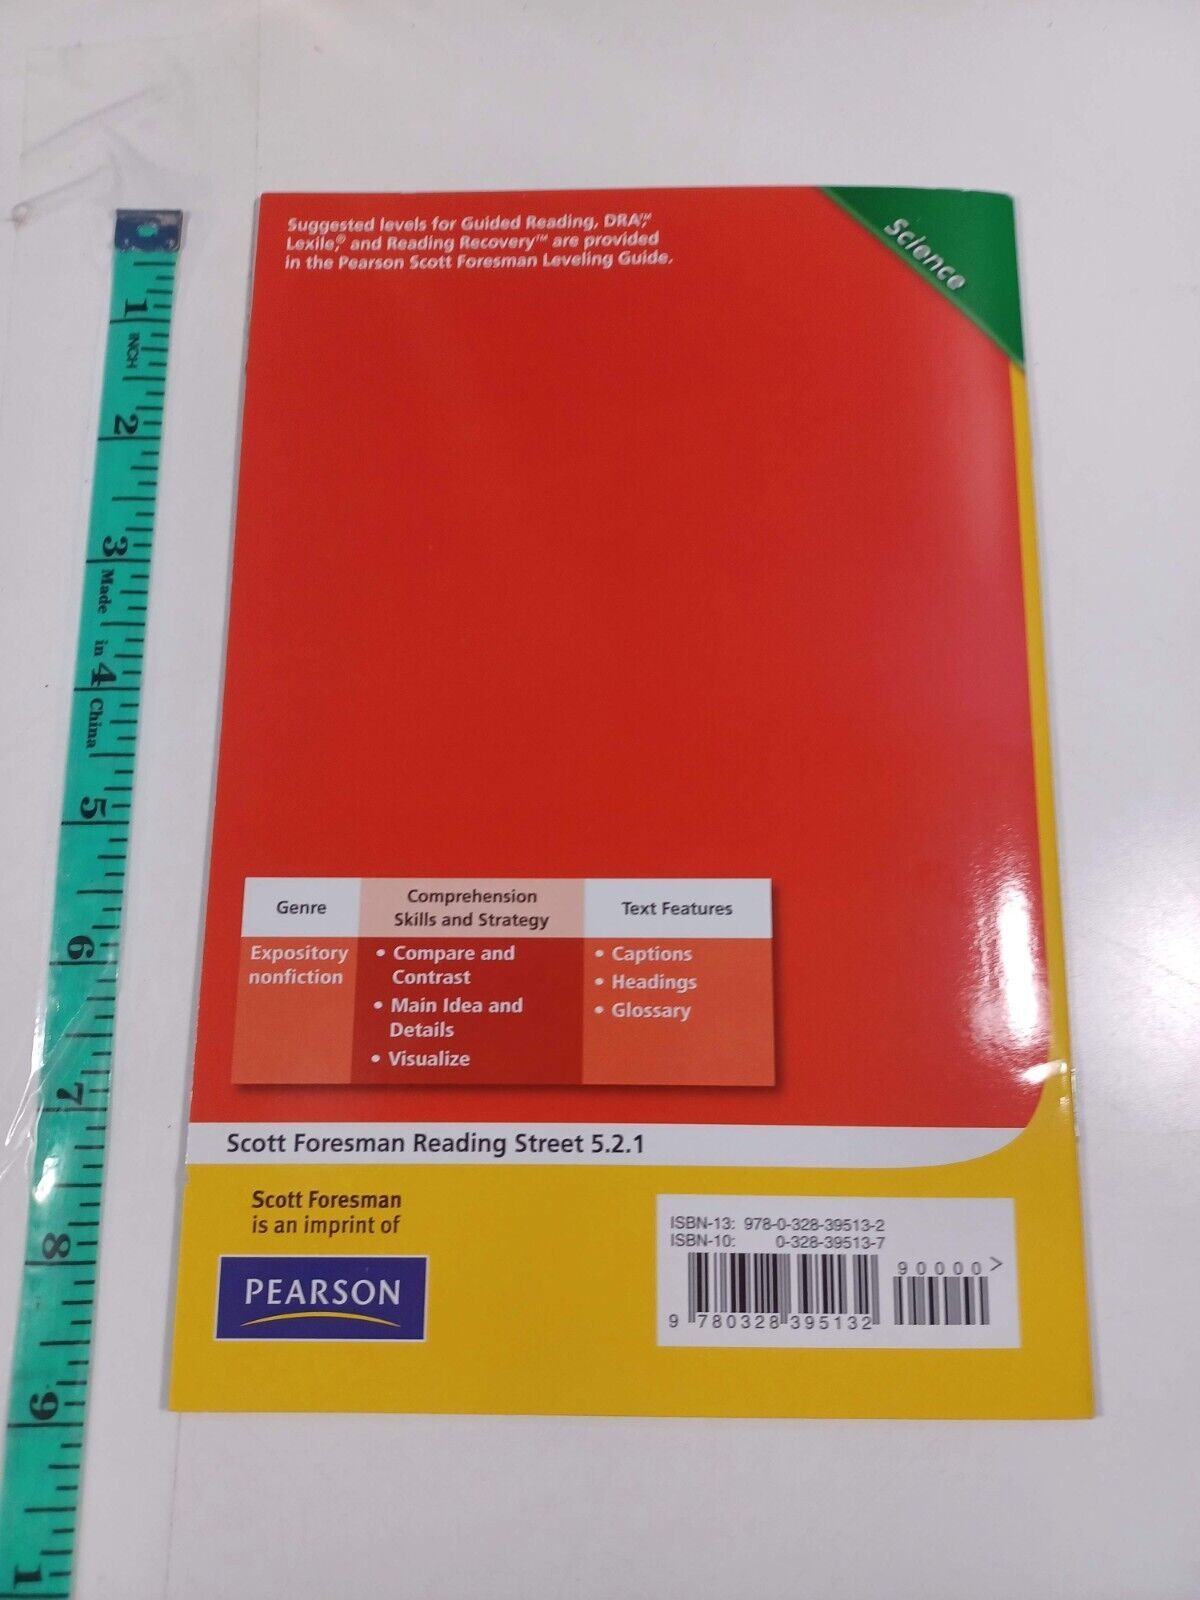 Suggested levels for Guided Reading, DRA,™
Lexile,® and Reading Recovery™ are provided
in the Pearson Scott Foresman Leveling Guide.
Science
Genre
Comprehension
Skills and Strategy
Text Features
Expository
nonfiction
• Compare and
Contrast
• Main Idea and
Details
• Visualize
• Captions
• Headings
• Glossary
Scott Foresman Reading Street 5.2.1
Scott Foresman
is an imprint of
PEARSON
ISBN-13: 978-0-328-39513-2
ISBN-10: 0-328-39513-7
90000>
9 780328 395132
1
INCH
2
3
Made in China
4
5
6
7
8
9
1